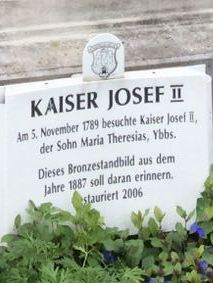 KAISER JOSEF II
Am 5. November 1789 besuchte Kaiser Josef II,
der Sohn Maria Theresias, Ybbs.
Dieses Bronzestandbild aus dem
Jahre 1887 soll daran erinnern.
stauriert 2006